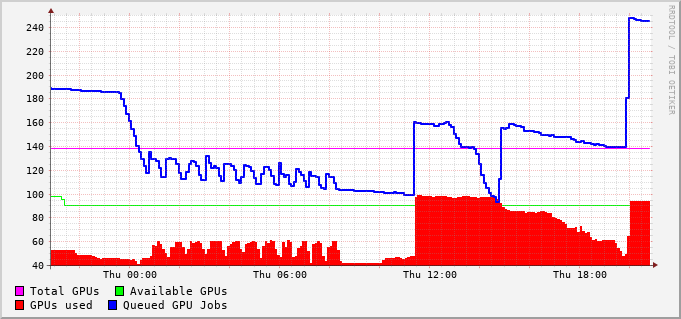 RRDTOOL / TOBI OETIKER
240
220
200
180
160
140
120
100
80
60
40
Thu 00:00 Thu 06:00 Thu 12:00 Thu 18:00
Total GPUs Available GPUs
GPUs used Queued GPU Jobs